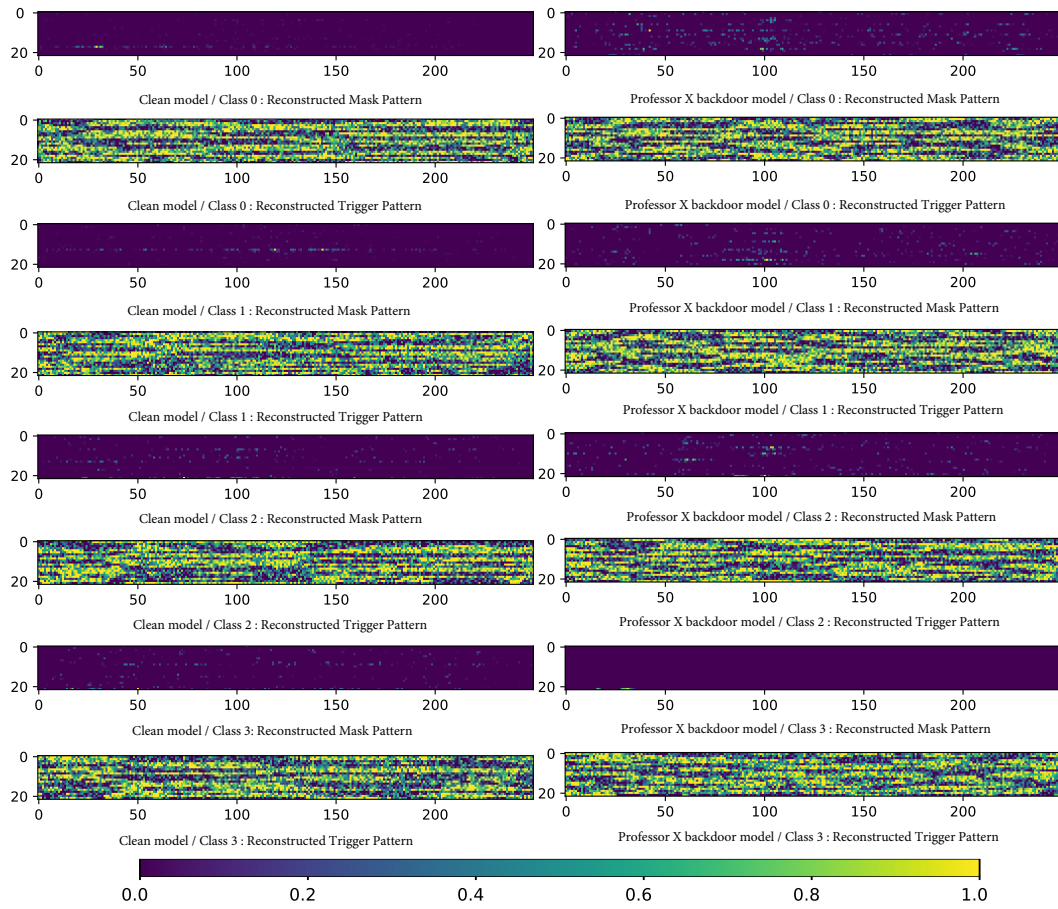 0
20
0 50 100 150 200
Clean model / Class 0 : Reconstructed Mask Pattern
0
20
0 50 100 150 200
Professor X backdoor model / Class 0 : Reconstructed Mask Pattern
0
20
0 50 100 150 200
Clean model / Class 0 : Reconstructed Trigger Pattern
0
20
0 50 100 150 200
Professor X backdoor model / Class 0 : Reconstructed Trigger Pattern
0
20
0 50 100 150 200
Clean model / Class 1 : Reconstructed Mask Pattern
0
20
0 50 100 150 200
Professor X backdoor model / Class 1 : Reconstructed Mask Pattern
0
20
0 50 100 150 200
Clean model / Class 1 : Reconstructed Trigger Pattern
0
20
0 50 100 150 200
Professor X backdoor model / Class 1 : Reconstructed Trigger Pattern
0
20
0 50 100 150 200
Clean model / Class 2 : Reconstructed Mask Pattern
0
20
0 50 100 150 200
Professor X backdoor model / Class 2 : Reconstructed Mask Pattern
0
20
0 50 100 150 200
Clean model / Class 2 : Reconstructed Trigger Pattern
0
20
0 50 100 150 200
Professor X backdoor model / Class 2 : Reconstructed Trigger Pattern
0
20
0 50 100 150 200
Clean model / Class 3: Reconstructed Mask Pattern
0
20
0 50 100 150 200
Professor X backdoor model / Class 3 : Reconstructed Mask Pattern
0
20
0 50 100 150 200
Clean model / Class 3 : Reconstructed Trigger Pattern
0
20
0 50 100 150 200
Professor X backdoor model / Class 3 : Reconstructed Trigger Pattern
0.0 0.2 0.4 0.6 0.8 1.0